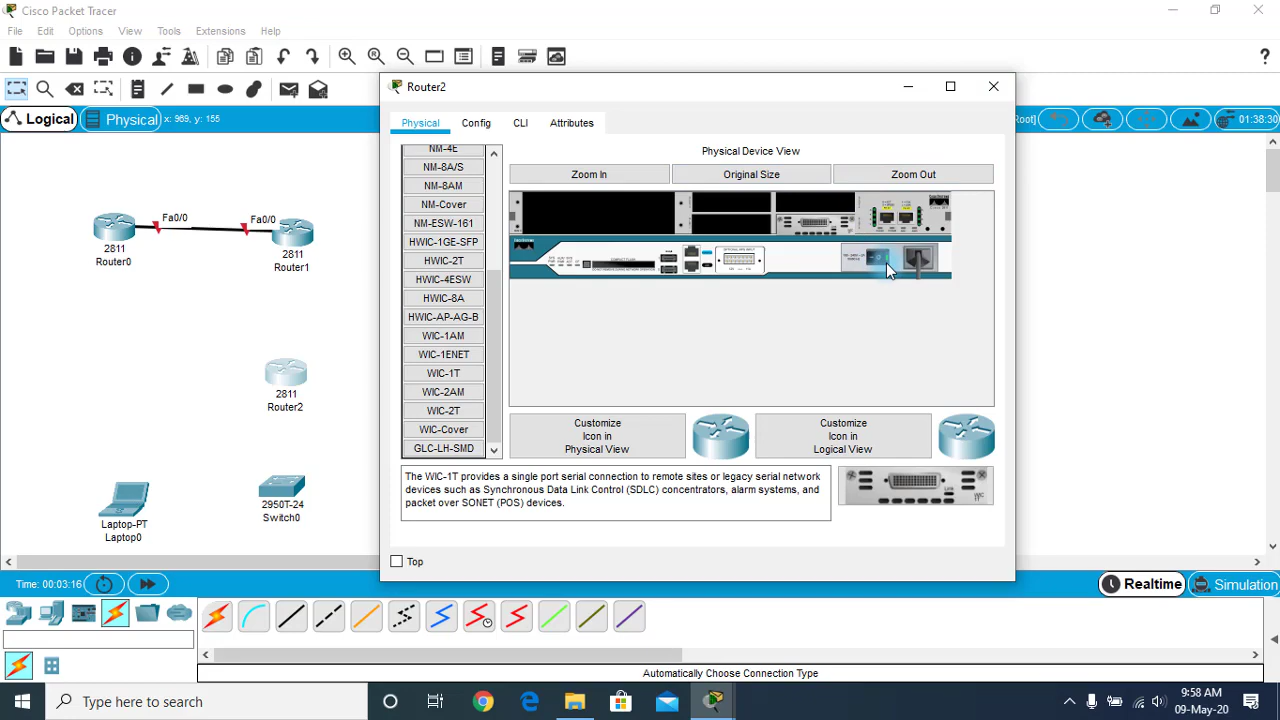 Cisco Packet Tracer
File Edit Options View Tools Extensions Help
Router2
Logical Physical x: 969, y: 155
[Root] 01:38:30
Physical Config CLI Attributes
Physical Device View
Zoom In Original Size Zoom Out
NM-4E
NM-8A/S
NM-8AM
NM-Cover
NM-ESW-161
HWIC-1GE-SFP
HWIC-2T
HWIC-4ESW
HWIC-8A
HWIC-AP-AG-B
WIC-1AM
WIC-1ENET
WIC-1T
WIC-2AM
WIC-2T
WIC-Cover
GLC-LH-SMD
Fa0/0 Fa0/0
2811
Router0
2811
Router1
2811
Router2
Laptop-PT
Laptop0
2950T-24
Switch0
Customize
Icon in
Physical View
Customize
Icon in
Logical View
The WIC-1T provides a single port serial connection to remote sites or legacy serial network
devices such as Synchronous Data Link Control (SDLC) concentrators, alarm systems, and
packet over SONET (POS) devices.
Top
Time: 00:03:16
Realtime Simulation
Automatically Choose Connection Type
Type here to search
9:58 AM
09-May-20